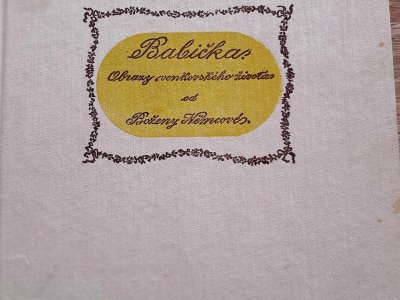 Babička:
Obrazy venkovského života
od
Boženy Němcové.